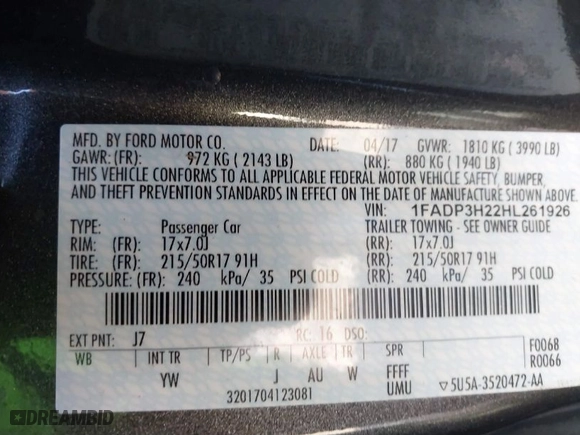 MFD. BY FORD MOTOR CO. DATE: 04/17 GVWR: 1810 KG ( 3990 LB)
GAWR: (FR): 972 KG ( 2143 LB) (RR): 880 KG ( 1940 LB)
THIS VEHICLE CONFORMS TO ALL APPLICABLE FEDERAL MOTOR VEHICLE SAFETY, BUMPER,
AND THEFT PREVENTION STANDARDS IN EFFECT ON THE DATE OF MANUFACTURE SHOWN ABOVE.
VIN: 1FADP3H22HL261926
TYPE: Passenger Car TRAILER TOWING - SEE OWNER GUIDE
RIM: (FR): 17x7.0J (RR): 17x7.0J
TIRE: (FR): 215/50R17 91H (RR): 215/50R17 91H
PRESSURE: (FR): 240 kPa/ 35 PSI COLD (RR): 240 kPa/ 35 PSI COLD
EXT PNT: J7 RC: 16 DSO:
WB INT TR TP/PS R AXLE TR SPR F0068
R0066
YW J AU W FFFF
UMU
3201704123081 ▽5U5A-3520472-AA
DREAMBID